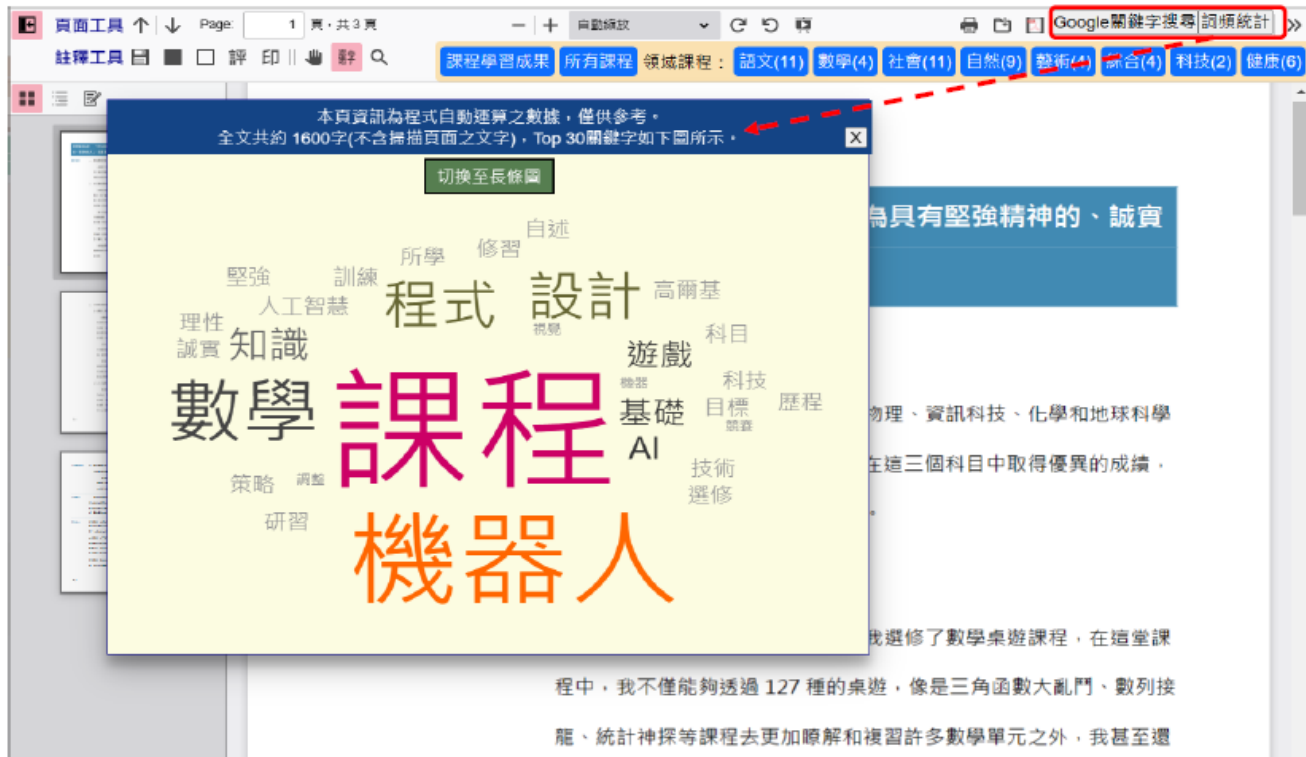 頁面工具 Page: 1 頁，共3頁 自動縮放 Google關鍵字搜尋 詞頻統計
註釋工具 評 印 課程學習成果 所有課程 領域課程： 語文(11) 數學(4) 社會(11) 自然(9) 藝術(4) 綜合(4) 科技(2) 健康(6)
本頁資訊為程式自動運算之數據，僅供參考。
全文共約 1600字(不含掃描頁面之文字)，Top 30關鍵字如下圖所示。
X
切換至長條圖
為具有堅強精神的、誠實
自述
所學 修習
堅強 訓練
人工智慧 程式 設計 高爾基
理性 視覺
誠實 知識 遊戲 科目
機器 科技
數學 課程 基礎 目標 歷程
競賽
AI
策略 調整 技術
選修
研習
機器人
物理、資訊科技、化學和地球科學
在這三個科目中取得優異的成績，
。
我選修了數學桌遊課程，在這堂課
程中，我不僅能夠透過 127 種的桌遊，像是三角函數大亂鬥、數列接
龍、統計神探等課程去更加瞭解和複習許多數學單元之外，我甚至還